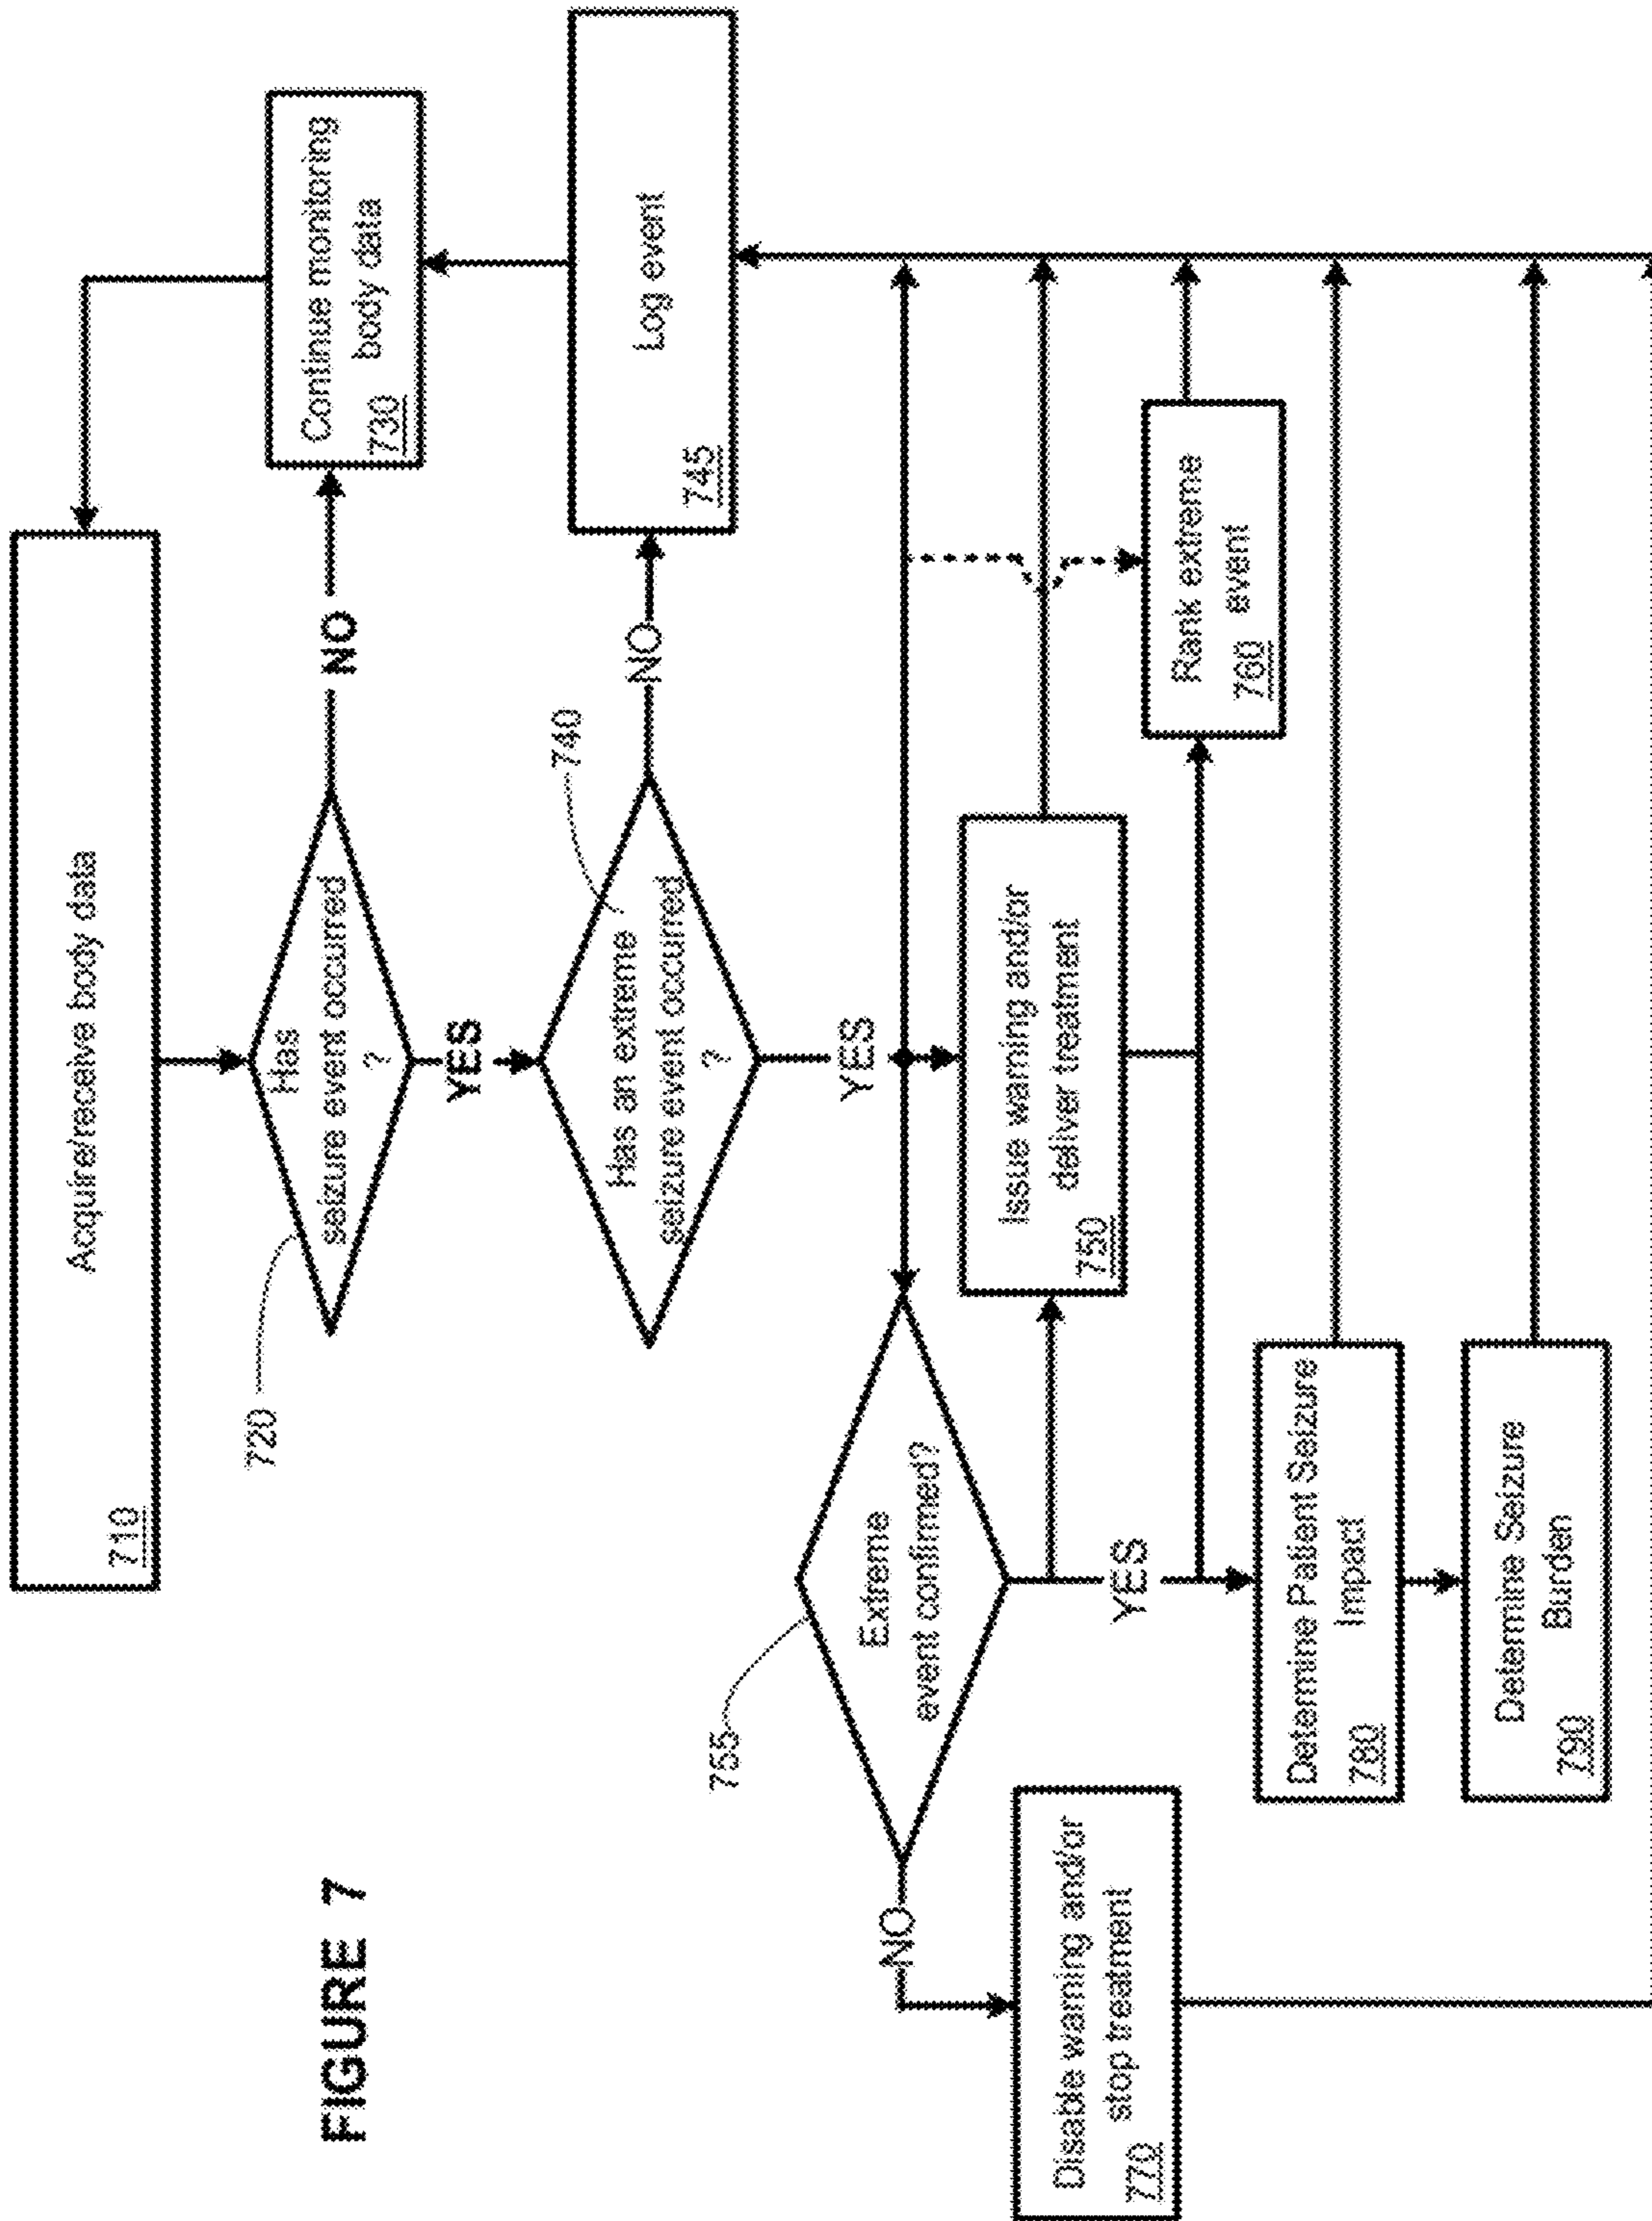 Acquire/receive body data
710
720
Has
seizure event occurred
?
NO
Continue monitoring
body data
730
YES
740
Has an extreme
seizure event occurred
?
NO
Log event
745
YES
755
Extreme
event confirmed?
NO
Issue warning and/or
deliver treatment
750
Rank extreme
event
760
YES
Disable warning and/or
stop treatment
770
Determine Patient Seizure
Impact
780
Determine Seizure
Burden
790
FIGURE 7